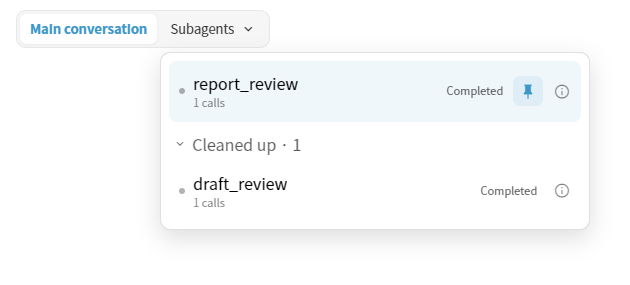 Main conversation
Subagents
report_review
Completed
1 calls
Cleaned up · 1
draft_review
Completed
1 calls